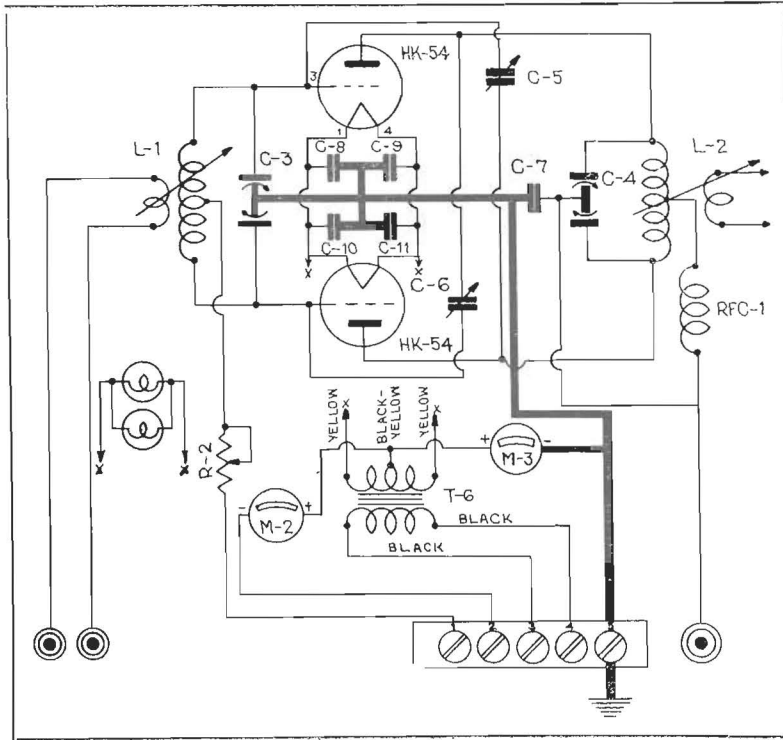 HK-54
C-5
3
1
4
L-1
C-3
C-8
C-9
C-7
C-4
L-2
C-10
C-11
X
X
C-6
HK-54
RFC-1
YELLOW
BLACK-YELLOW
YELLOW
X
X
X
X
R-2
+
M-3
-
T-6
-
M-2
+
BLACK
BLACK
1
2
3
4
5